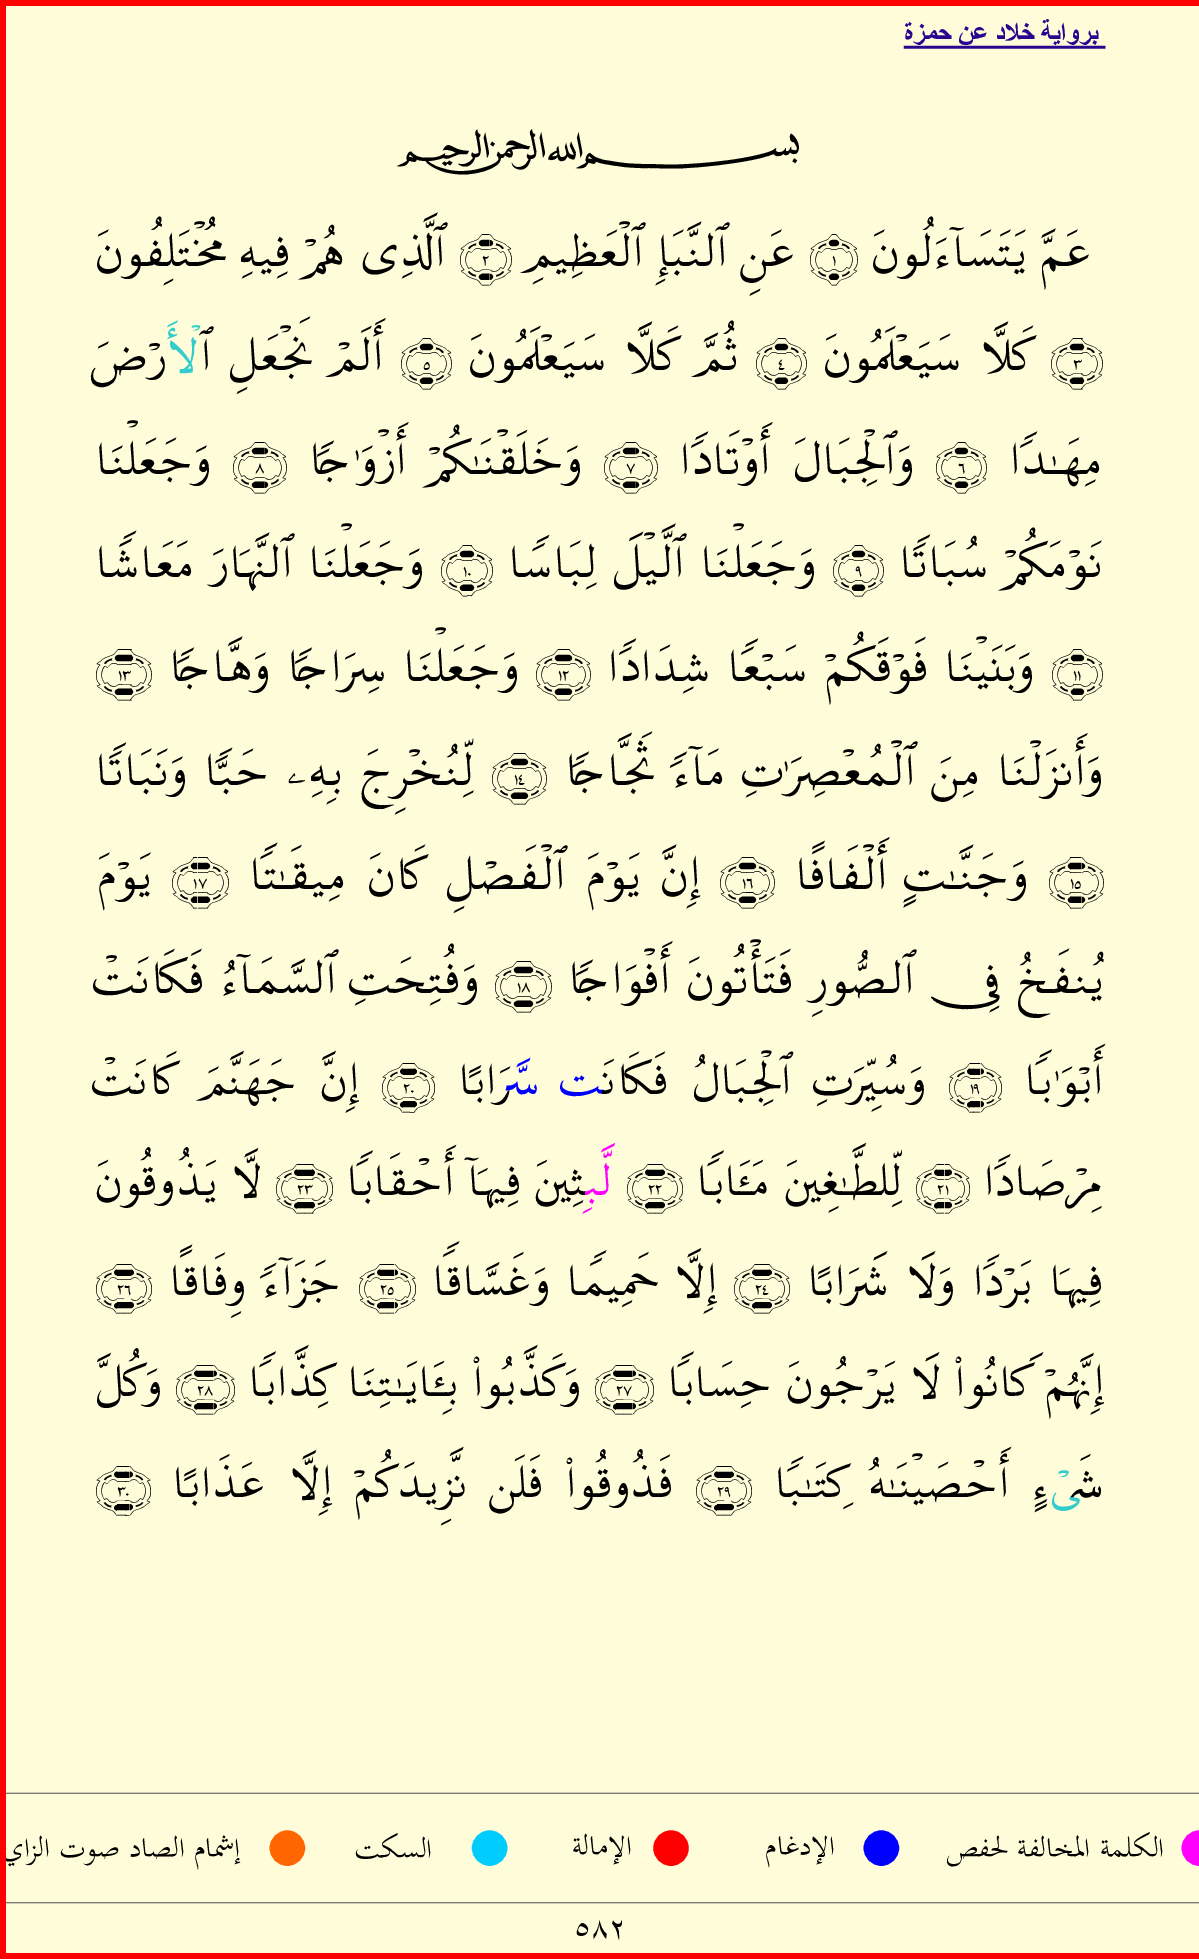 برواية خلاد عن حمزة
بسم الله الرحمن الرحيم
عَمَّ يَتَسَآءَلُونَ ١ عَنِ ٱلنَّبَإِ ٱلْعَظِيمِ ٢ ٱلَّذِى هُمْ فِيهِ مُخْتَلِفُونَ
٣ كَلَّا سَيَعْلَمُونَ ٤ ثُمَّ كَلَّا سَيَعْلَمُونَ ٥ أَلَمْ نَجْعَلِ ٱلْأَرْضَ
مِهَـٰدًا ٦ وَٱلْجِبَالَ أَوْتَادًا ٧ وَخَلَقْنَـٰكُمْ أَزْوَٰجًا ٨ وَجَعَلْنَا
نَوْمَكُمْ سُبَاتًا ٩ وَجَعَلْنَا ٱلَّيْلَ لِبَاسًا ١٠ وَجَعَلْنَا ٱلنَّهَارَ مَعَاشًا
١١ وَبَنَيْنَا فَوْقَكُمْ سَبْعًا شِدَادًا ١٢ وَجَعَلْنَا سِرَاجًا وَهَّاجًا ١٣
وَأَنزَلْنَا مِنَ ٱلْمُعْصِرَٰتِ مَآءً ثَجَّاجًا ١٤ لِّنُخْرِجَ بِهِۦ حَبًّا وَنَبَاتًا
١٥ وَجَنَّـٰتٍ أَلْفَافًا ١٦ إِنَّ يَوْمَ ٱلْفَصْلِ كَانَ مِيقَـٰتًا ١٧ يَوْمَ
يُنفَخُ فِى ٱلصُّورِ فَتَأْتُونَ أَفْوَاجًا ١٨ وَفُتِحَتِ ٱلسَّمَآءُ فَكَانَتْ
أَبْوَٰبًا ١٩ وَسُيِّرَتِ ٱلْجِبَالُ فَكَانَت سَّرَابًا ٢٠ إِنَّ جَهَنَّمَ كَانَتْ
مِرْصَادًا ٢١ لِّلطَّـٰغِينَ مَـَٔابًا ٢٢ لَّبِثِينَ فِيهَآ أَحْقَابًا ٢٣ لَّا يَذُوقُونَ
فِيهَا بَرْدًا وَلَا شَرَابًا ٢٤ إِلَّا حَمِيمًا وَغَسَّاقًا ٢٥ جَزَآءً وِفَاقًا ٢٦
إِنَّهُمْ كَانُوا۟ لَا يَرْجُونَ حِسَابًا ٢٧ وَكَذَّبُوا۟ بِـَٔايَـٰتِنَا كِذَّابًا ٢٨ وَكُلَّ
شَىْءٍ أَحْصَيْنَـٰهُ كِتَـٰبًا ٢٩ فَذُوقُوا۟ فَلَن نَّزِيدَكُمْ إِلَّا عَذَابًا ٣٠
الكلمة المخالفة لحفص الإدغام الإمالة السكت إشمام الصاد صوت الزاي
٥٨٢